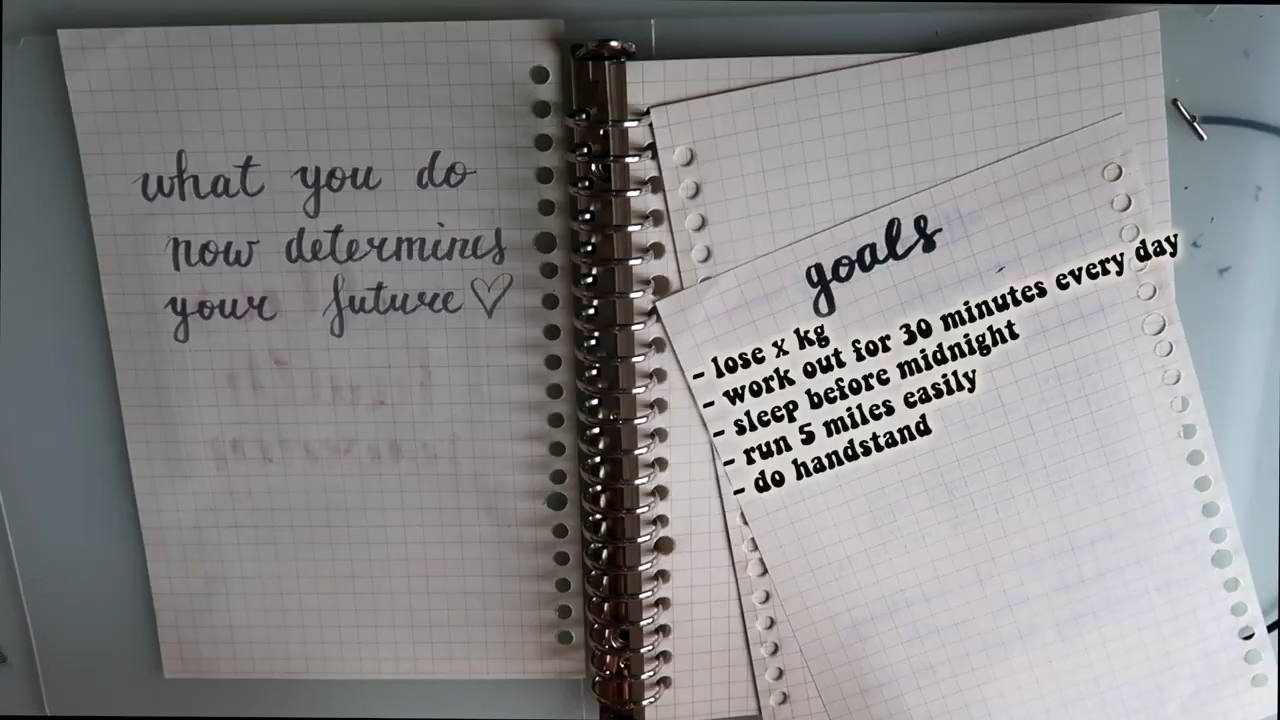 what you do
now determines
your future♡
goals
- lose x kg
- work out for 30 minutes every day
- sleep before midnight
- run 5 miles easily
- do handstand